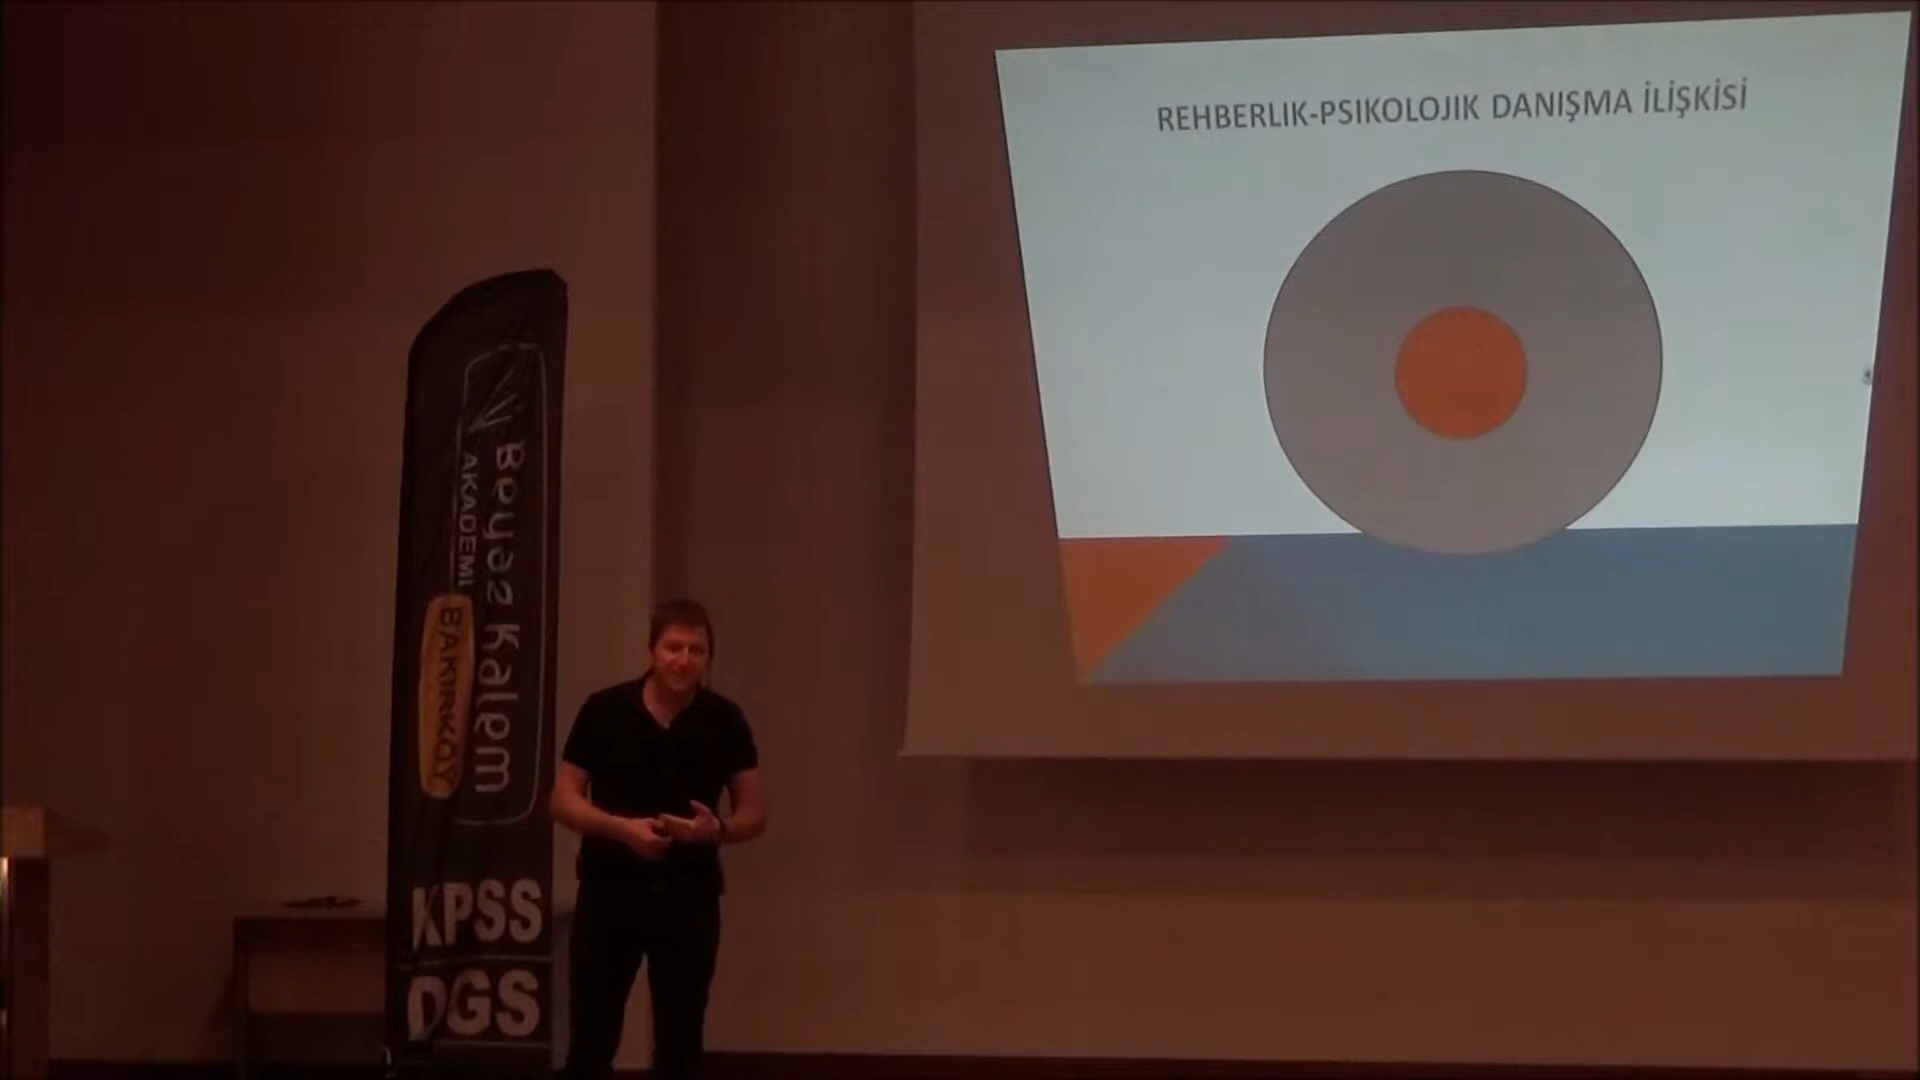 REHBERLIK-PSIKOLOJIK DANIŞMA İLİŞKİSİ
Beyaz Kalem
AKADEMİ
BAKIRKÖY
KPSS
DGS